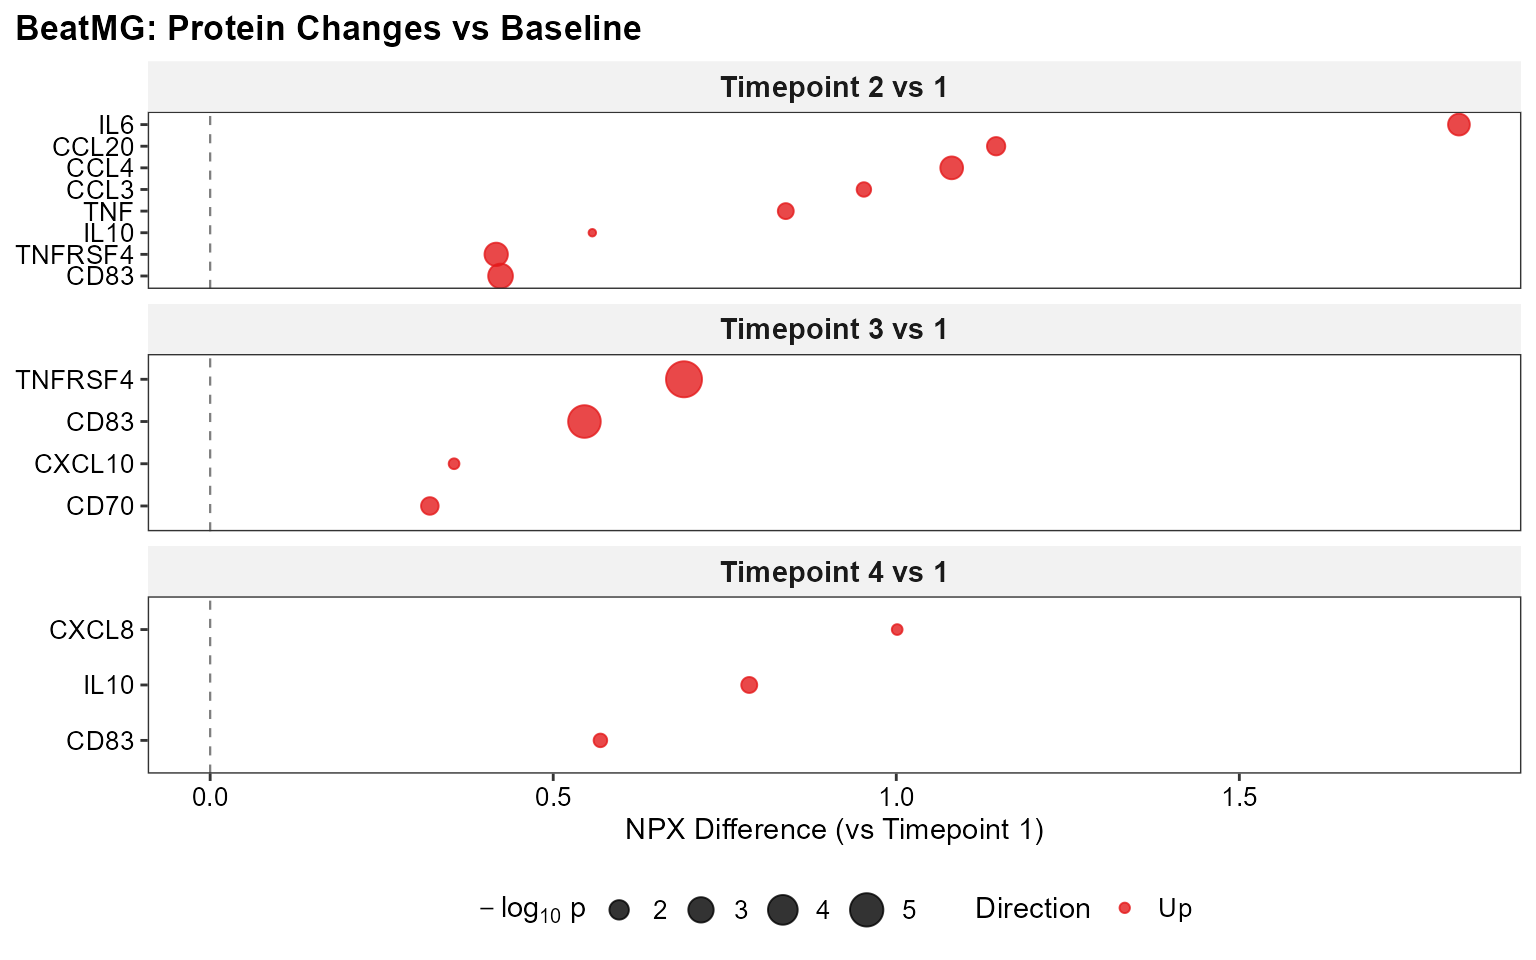 BeatMG: Protein Changes vs Baseline
Timepoint 2 vs 1
IL6
CCL20
CCL4
CCL3
TNF
IL10
TNFRSF4
CD83
Timepoint 3 vs 1
TNFRSF4
CD83
CXCL10
CD70
Timepoint 4 vs 1
CXCL8
IL10
CD83
0.0 0.5 1.0 1.5
NPX Difference (vs Timepoint 1)
− log₁₀ p 2 3 4 5 Direction Up